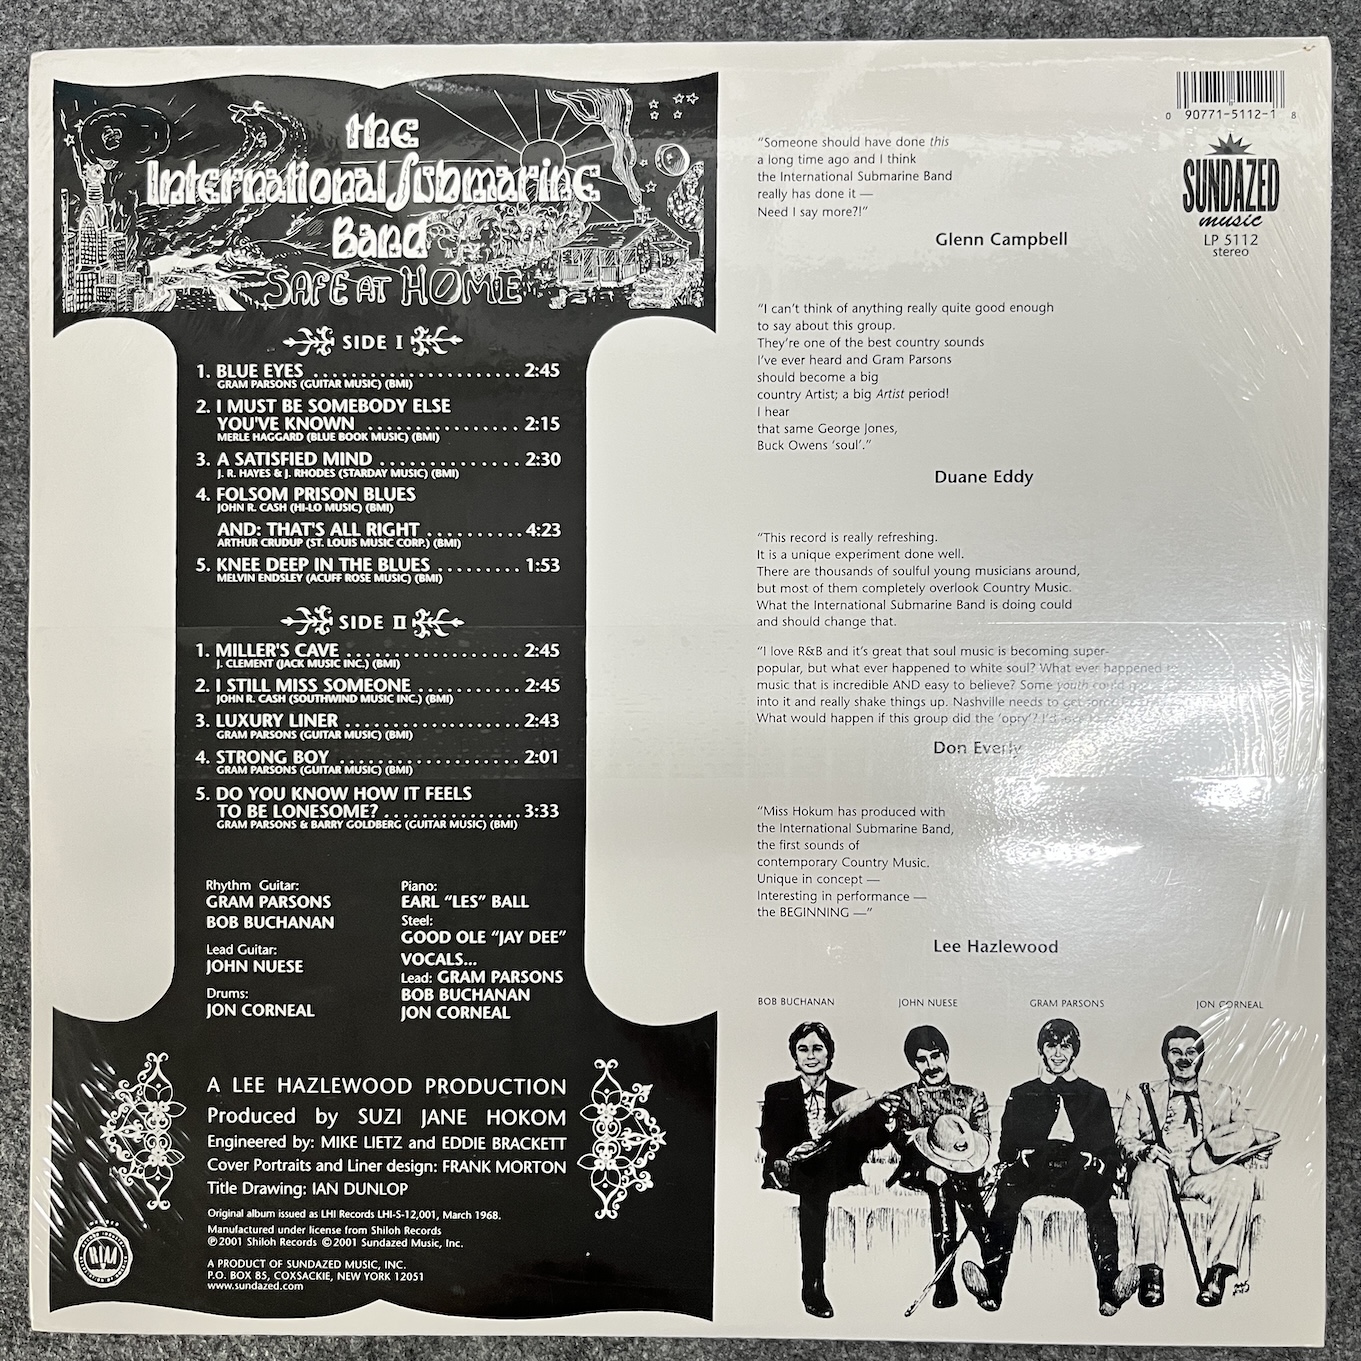 the
International Submarine
Band
SAFE AT HOME
SIDE I
1. BLUE EYES ........................ 2:45
GRAM PARSONS (GUITAR MUSIC) (BMI)
2. I MUST BE SOMEBODY ELSE
YOU'VE KNOWN ................. 2:15
MERLE HAGGARD (BLUE BOOK MUSIC) (BMI)
3. A SATISFIED MIND ................ 2:30
J. R. HAYES & J. RHODES (STARDAY MUSIC) (BMI)
4. FOLSOM PRISON BLUES
JOHN R. CASH (HI-LO MUSIC) (BMI)
AND: THAT'S ALL RIGHT .......... 4:23
ARTHUR CRUDUP (ST. LOUIS MUSIC CORP.) (BMI)
5. KNEE DEEP IN THE BLUES ......... 1:53
MELVIN ENDSLEY (ACUFF ROSE MUSIC) (BMI)
SIDE II
1. MILLER'S CAVE .................... 2:45
J. CLEMENT (JACK MUSIC INC.) (BMI)
2. I STILL MISS SOMEONE ........... 2:45
JOHN R. CASH (SOUTHWIND MUSIC INC.) (BMI)
3. LUXURY LINER .................... 2:43
GRAM PARSONS (GUITAR MUSIC) (BMI)
4. STRONG BOY ..................... 2:01
GRAM PARSONS (GUITAR MUSIC) (BMI)
5. DO YOU KNOW HOW IT FEELS
TO BE LONESOME? ............... 3:33
GRAM PARSONS & BARRY GOLDBERG (GUITAR MUSIC) (BMI)
Rhythm Guitar:
GRAM PARSONS
BOB BUCHANAN
Lead Guitar:
JOHN NUESE
Drums:
JON CORNEAL
Piano:
EARL “LES” BALL
Steel:
GOOD OLE “JAY DEE”
VOCALS...
Lead: GRAM PARSONS
BOB BUCHANAN
JON CORNEAL
A LEE HAZLEWOOD PRODUCTION
Produced by SUZI JANE HOKOM
Engineered by: MIKE LIETZ and EDDIE BRACKETT
Cover Portraits and Liner design: FRANK MORTON
Title Drawing: IAN DUNLOP
Original album issued as LHI Records LHI-S-12,001, March 1968.
Manufactured under license from Shiloh Records
℗2001 Shiloh Records ©2001 Sundazed Music, Inc.
A PRODUCT OF SUNDAZED MUSIC, INC.
P.O. BOX 85, COXSACKIE, NEW YORK 12051
www.sundazed.com
“Someone should have done this
a long time ago and I think
the International Submarine Band
really has done it —
Need I say more?!”
Glenn Campbell
“I can't think of anything really quite good enough
to say about this group.
They're one of the best country sounds
I've ever heard and Gram Parsons
should become a big
country Artist; a big Artist period!
I hear
that same George Jones,
Buck Owens ‘soul’.”
Duane Eddy
“This record is really refreshing.
It is a unique experiment done well.
There are thousands of soulful young musicians around,
but most of them completely overlook Country Music.
What the International Submarine Band is doing could
and should change that.
“I love R&B and it's great that soul music is becoming super-
popular, but what ever happened to white soul? What ever happened to
music that is incredible AND easy to believe? Some youth could
into it and really shake things up. Nashville needs to get
What would happen if this group did the ‘opry’?
Don Everly
“Miss Hokum has produced with
the International Submarine Band,
the first sounds of
contemporary Country Music.
Unique in concept —
Interesting in performance —
the BEGINNING —”
Lee Hazlewood
0 90771-5112-1 8
SUNDAZED
music
LP 5112
stereo
BOB BUCHANAN
JOHN NUESE
GRAM PARSONS
JON CORNEAL